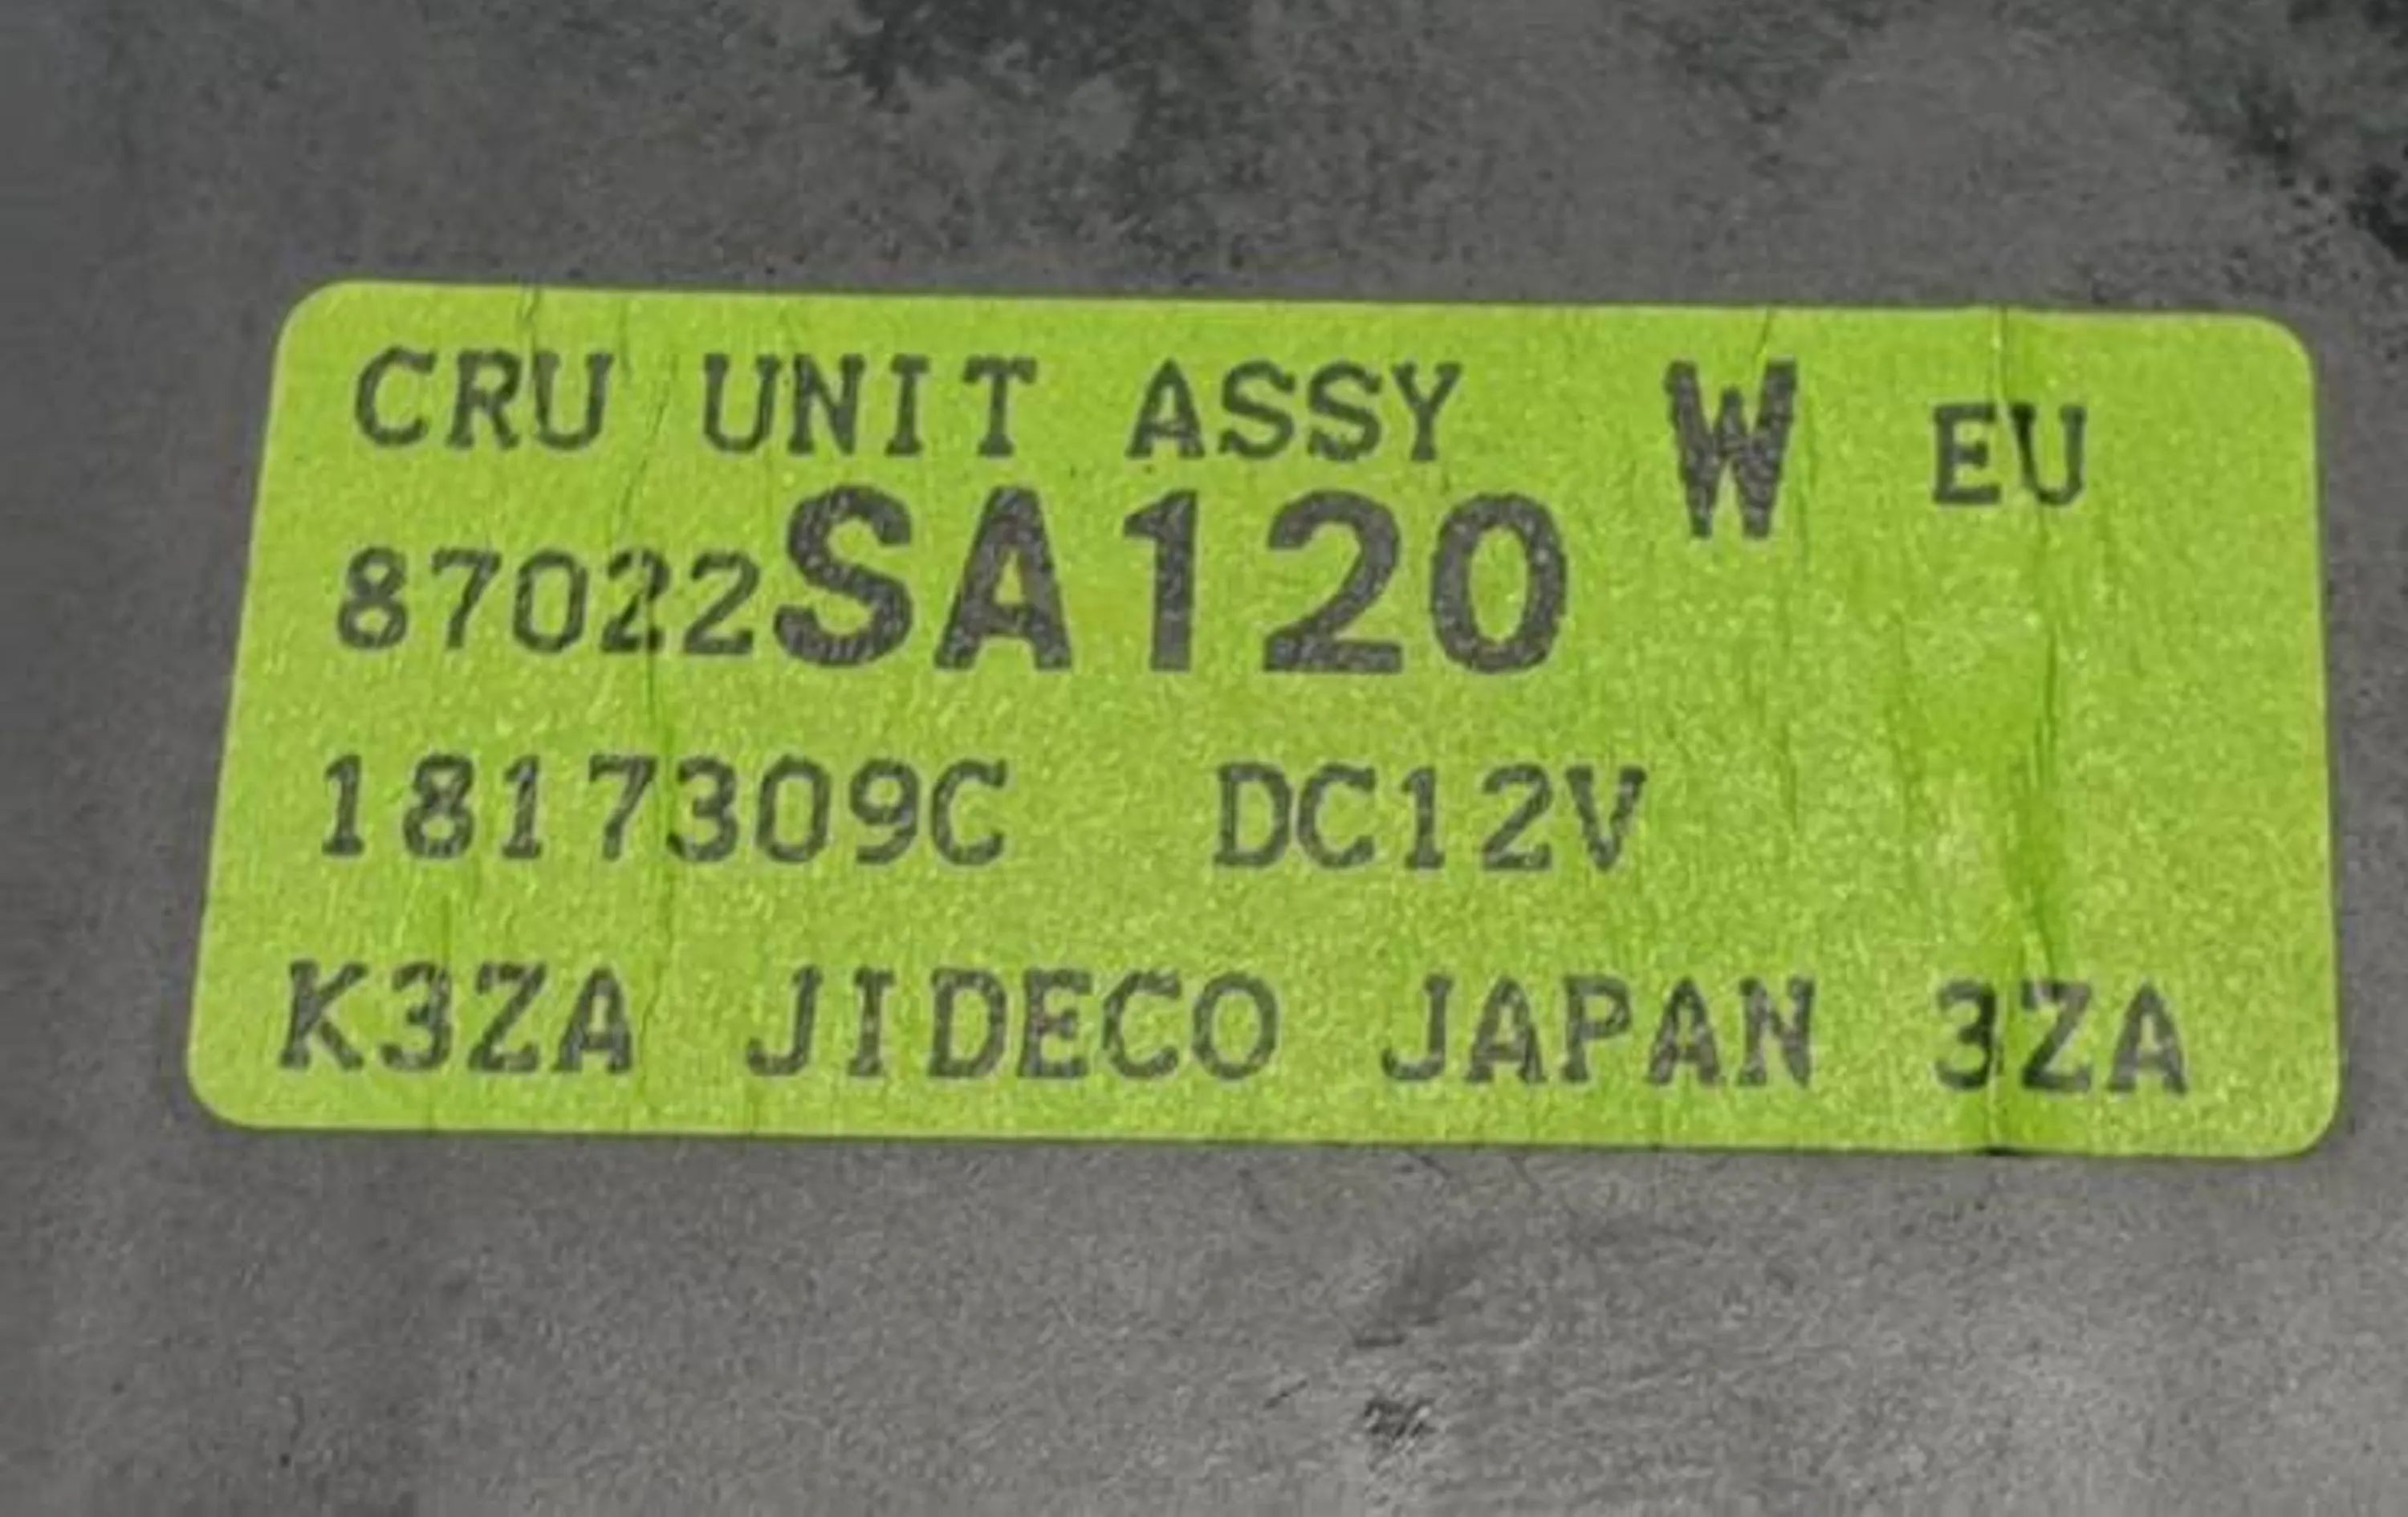 CRU UNIT ASSY W EU
87022SA120
1817309C DC12V
K3ZA JIDECO JAPAN 3ZA